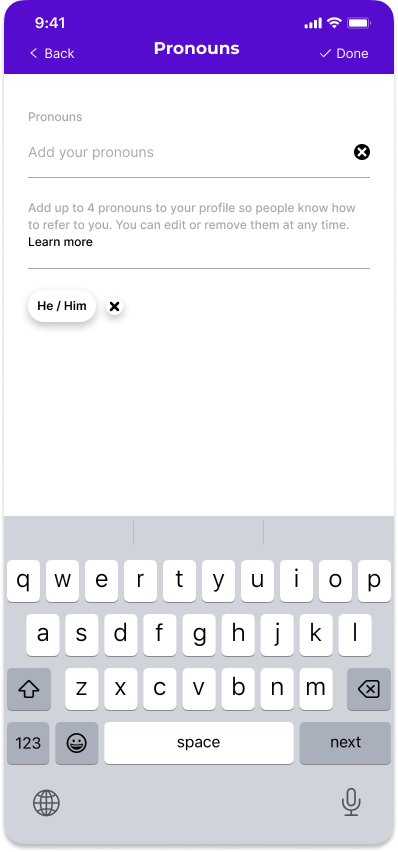 9:41
Back Pronouns Done
Pronouns
Add your pronouns
Add up to 4 pronouns to your profile so people know how
to refer to you. You can edit or remove them at any time.
Learn more
He / Him
q w e r t y u i o p
a s d f g h j k l
z x c v b n m
123 space next